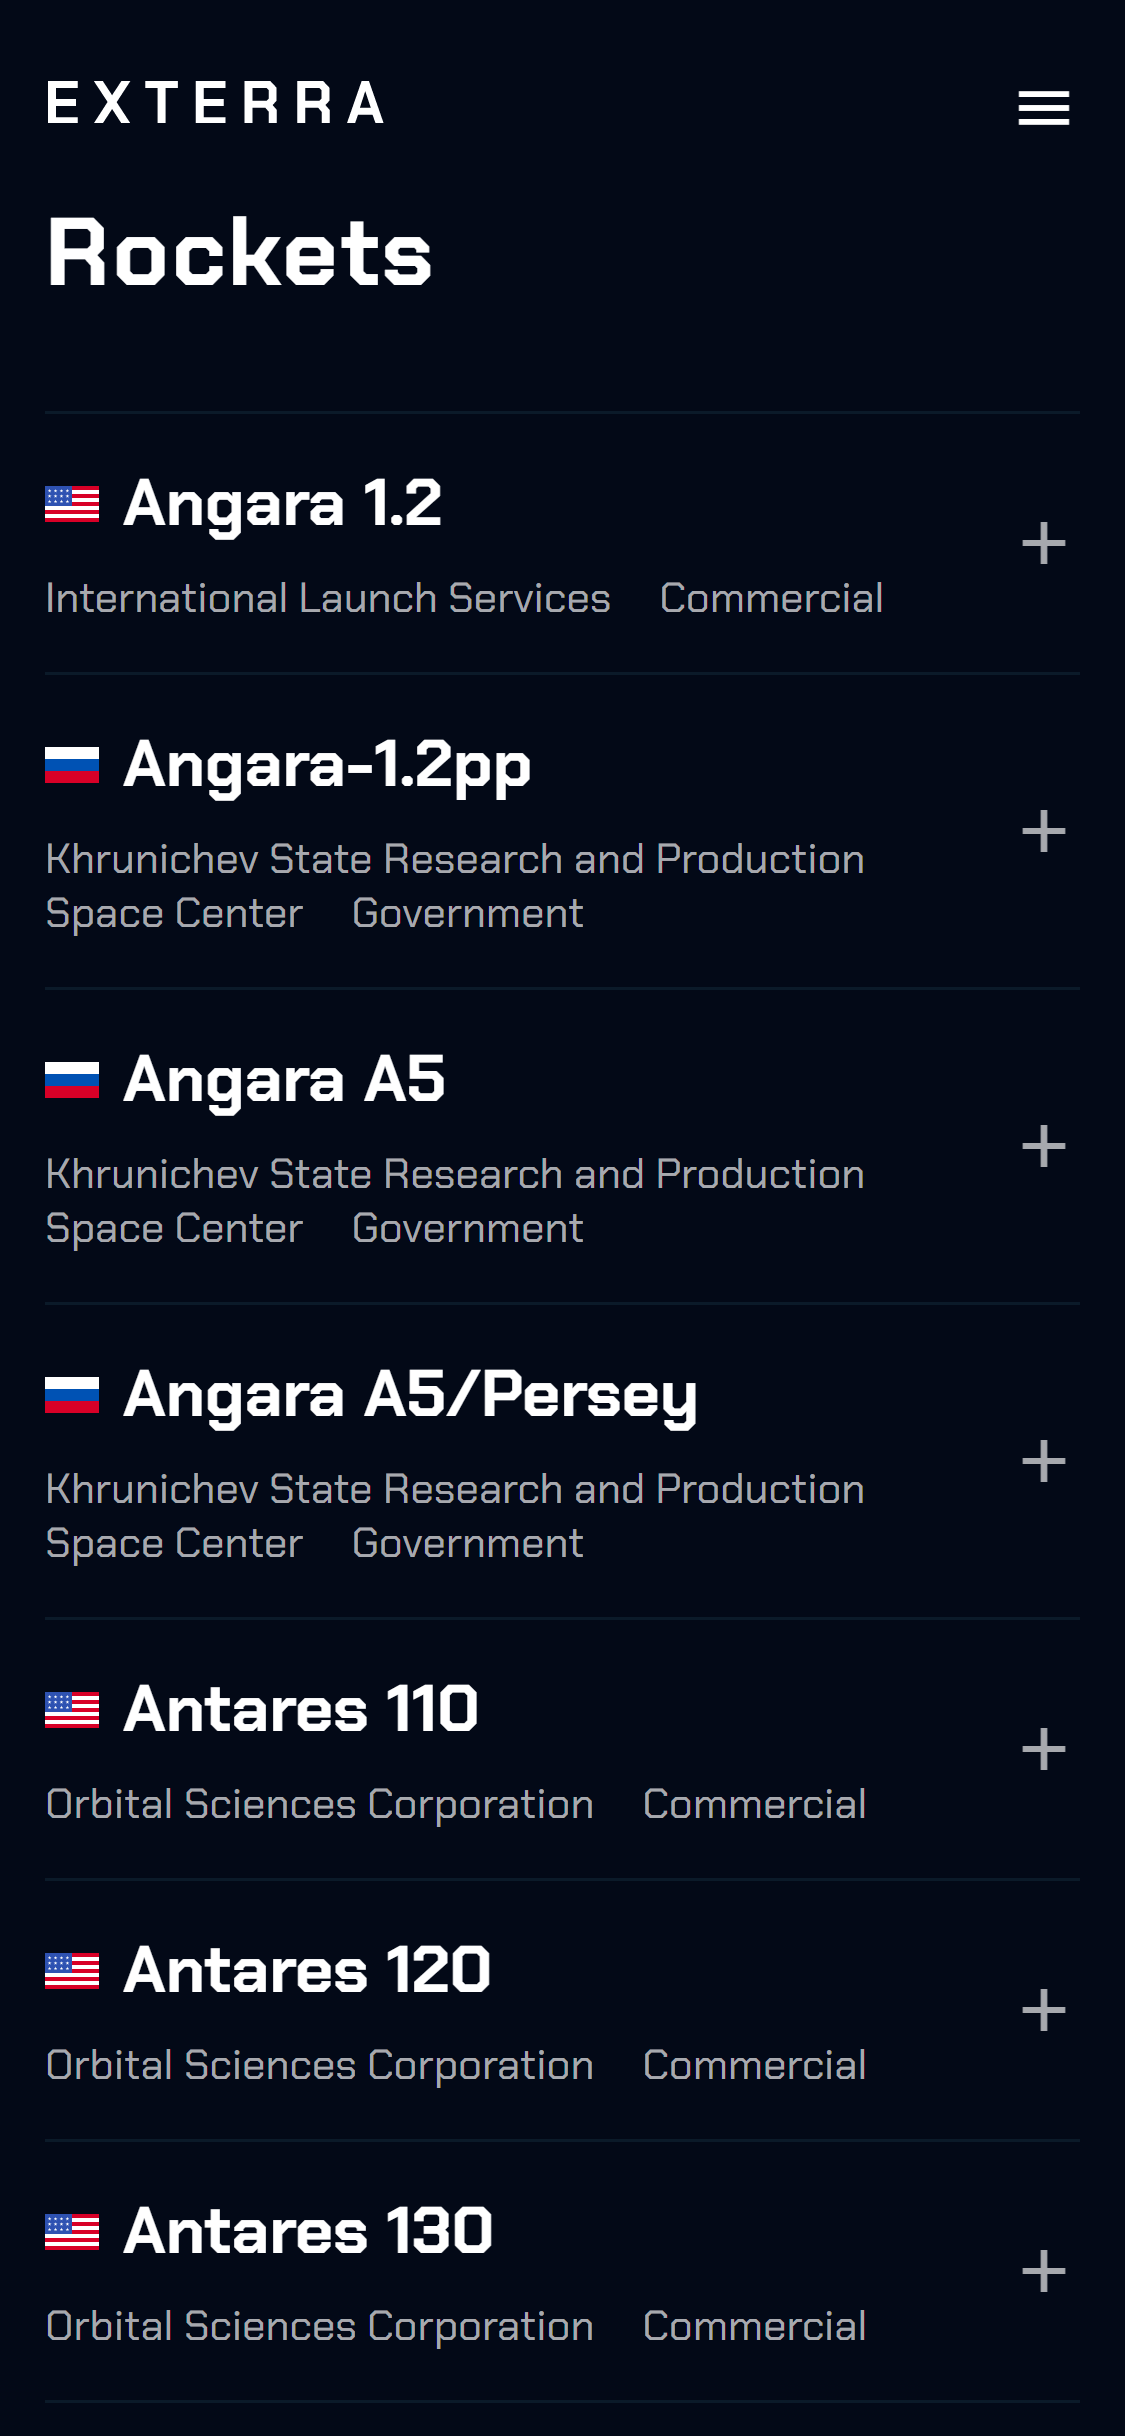 EXTERRA
Rockets
Angara 1.2
International Launch Services Commercial
Angara-1.2pp
Khrunichev State Research and Production
Space Center Government
Angara A5
Khrunichev State Research and Production
Space Center Government
Angara A5/Persey
Khrunichev State Research and Production
Space Center Government
Antares 110
Orbital Sciences Corporation Commercial
Antares 120
Orbital Sciences Corporation Commercial
Antares 130
Orbital Sciences Corporation Commercial